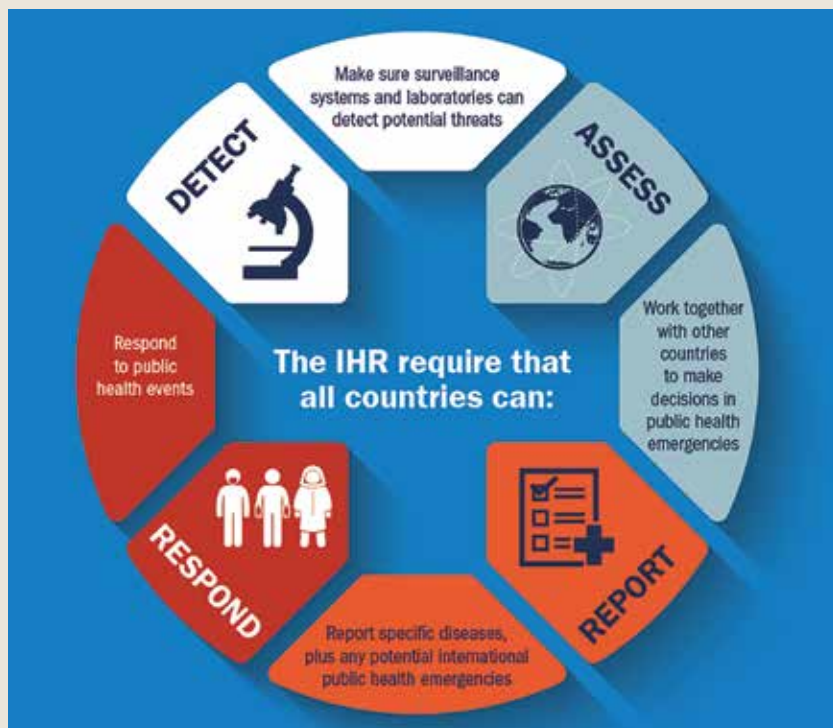 The IHR require that
all countries can:
DETECT
Make sure surveillance
systems and laboratories can
detect potential threats
ASSESS
Work together
with other
countries
to make
decisions in
public health
emergencies
REPORT
Report specific diseases,
plus any potential international
public health emergencies
RESPOND
Respond
to public
health events